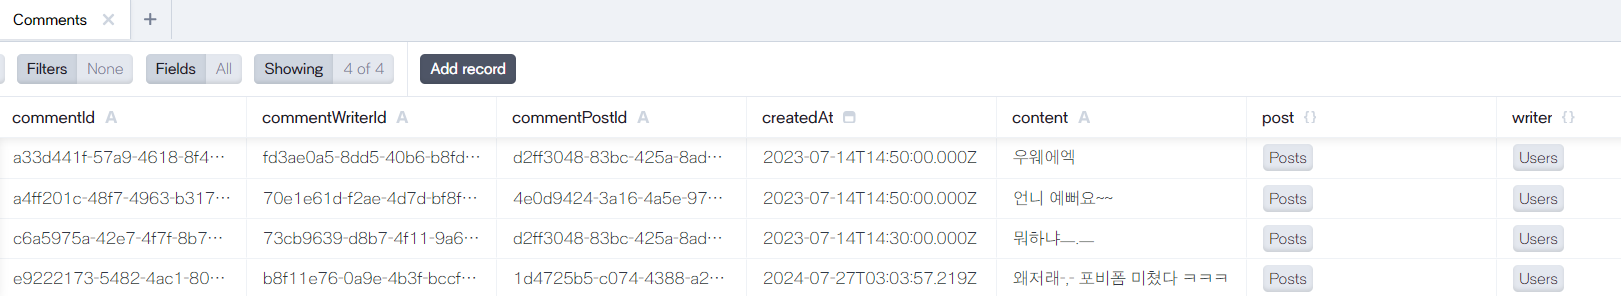 Comments × +
Filters None Fields All Showing 4 of 4 Add record
commentId A commentWriterId A commentPostId A createdAt content A post {} writer {}
a33d441f-57a9-4618-8f4··· fd3ae0a5-8dd5-40b6-b8fd··· d2ff3048-83bc-425a-8ad··· 2023-07-14T14:50:00.000Z 우웨에엑 Posts Users
a4ff201c-48f7-4963-b317··· 70e1e61d-f2ae-4d7d-bf8f··· 4e0d9424-3a16-4a5e-97··· 2023-07-14T14:50:00.000Z 언니 예뻐요~~ Posts Users
c6a5975a-42e7-4f7f-8b7··· 73cb9639-d8b7-4f11-9a6··· d2ff3048-83bc-425a-8ad··· 2023-07-14T14:30:00.000Z 뭐하냐ㅡ.ㅡ Posts Users
e9222173-5482-4ac1-80··· b8f11e76-0a9e-4b3f-bccf··· 1d4725b5-c074-4388-a2··· 2024-07-27T03:03:57.219Z 왜저래-,- 포비폼 미쳤다 ㅋㅋㅋ Posts Users